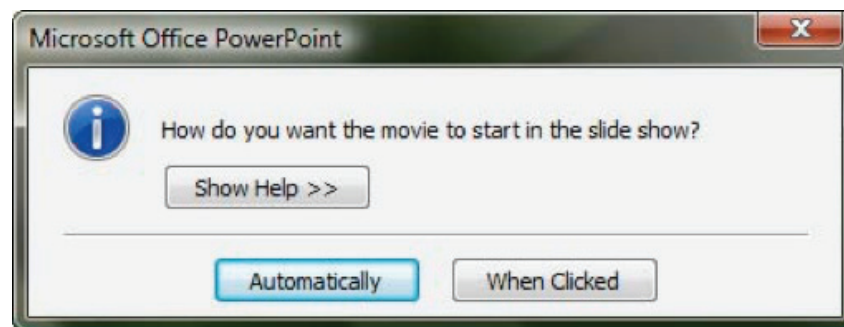 Microsoft Office PowerPoint
How do you want the movie to start in the slide show?
Show Help >>
Automatically
When Clicked